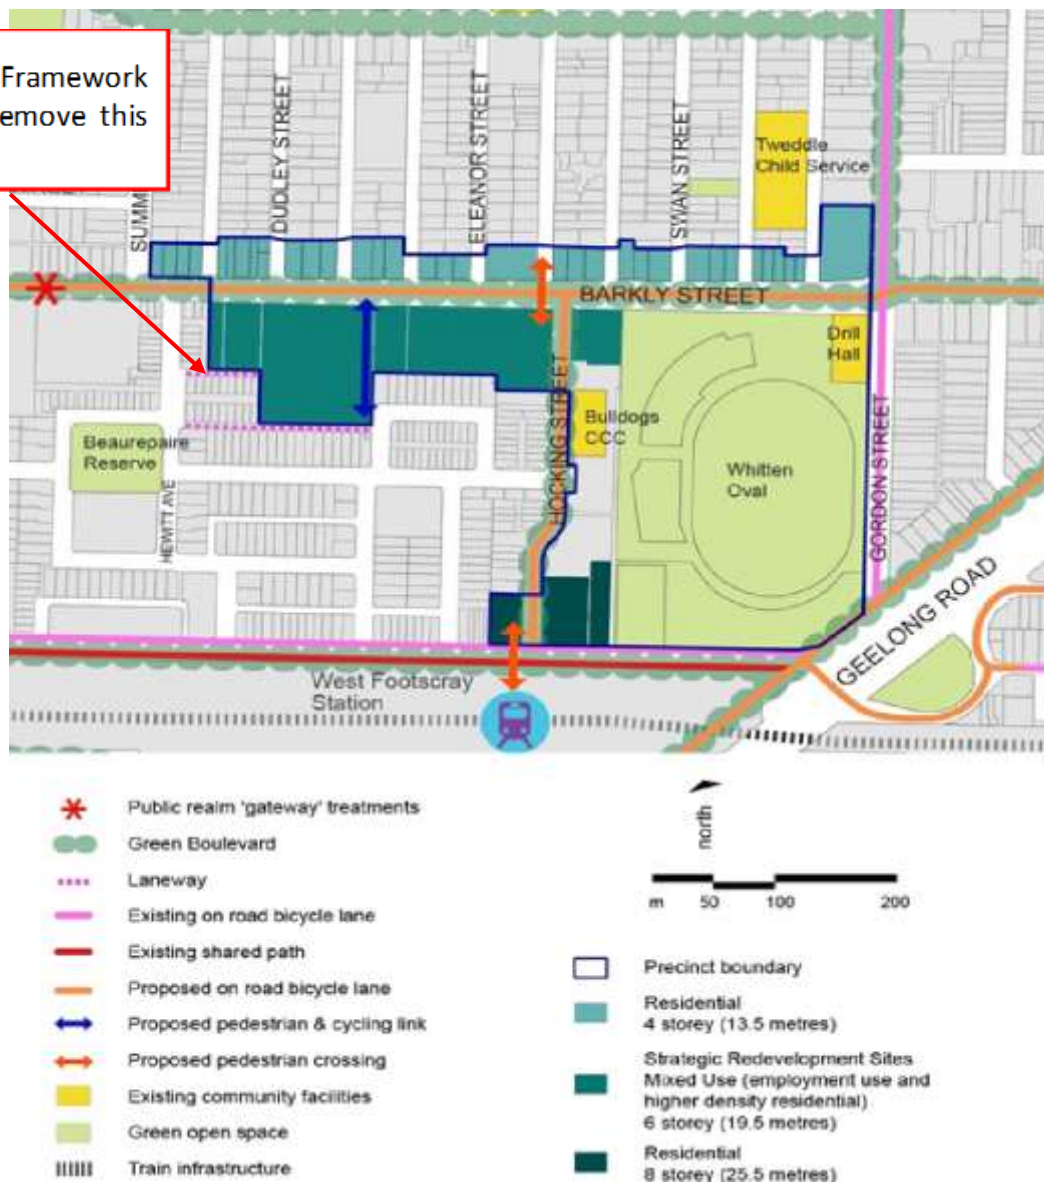 Framework
emove this
SUMM
DUDLEY STREET
ELEANOR STREET
SWAN STREET
Tweddle
Child Service
BARKLY STREET
Drill
Hall
HOCKING STREET
Bulldogs
CCC
Whitten
Oval
GORDON STREET
Beaurepaire
Reserve
HEWITT AVE
GEELONG ROAD
West Footscray
Station
Public realm 'gateway' treatments
Green Boulevard
Laneway
Existing on road bicycle lane
Existing shared path
Proposed on road bicycle lane
Proposed pedestrian & cycling link
Proposed pedestrian crossing
Existing community facilities
Green open space
Train infrastructure
north
m 50 100 200
Precinct boundary
Residential
4 storey (13.5 metres)
Strategic Redevelopment Sites
Mixed Use (employment use and
higher density residential)
6 storey (19.5 metres)
Residential
8 storey (25.5 metres)